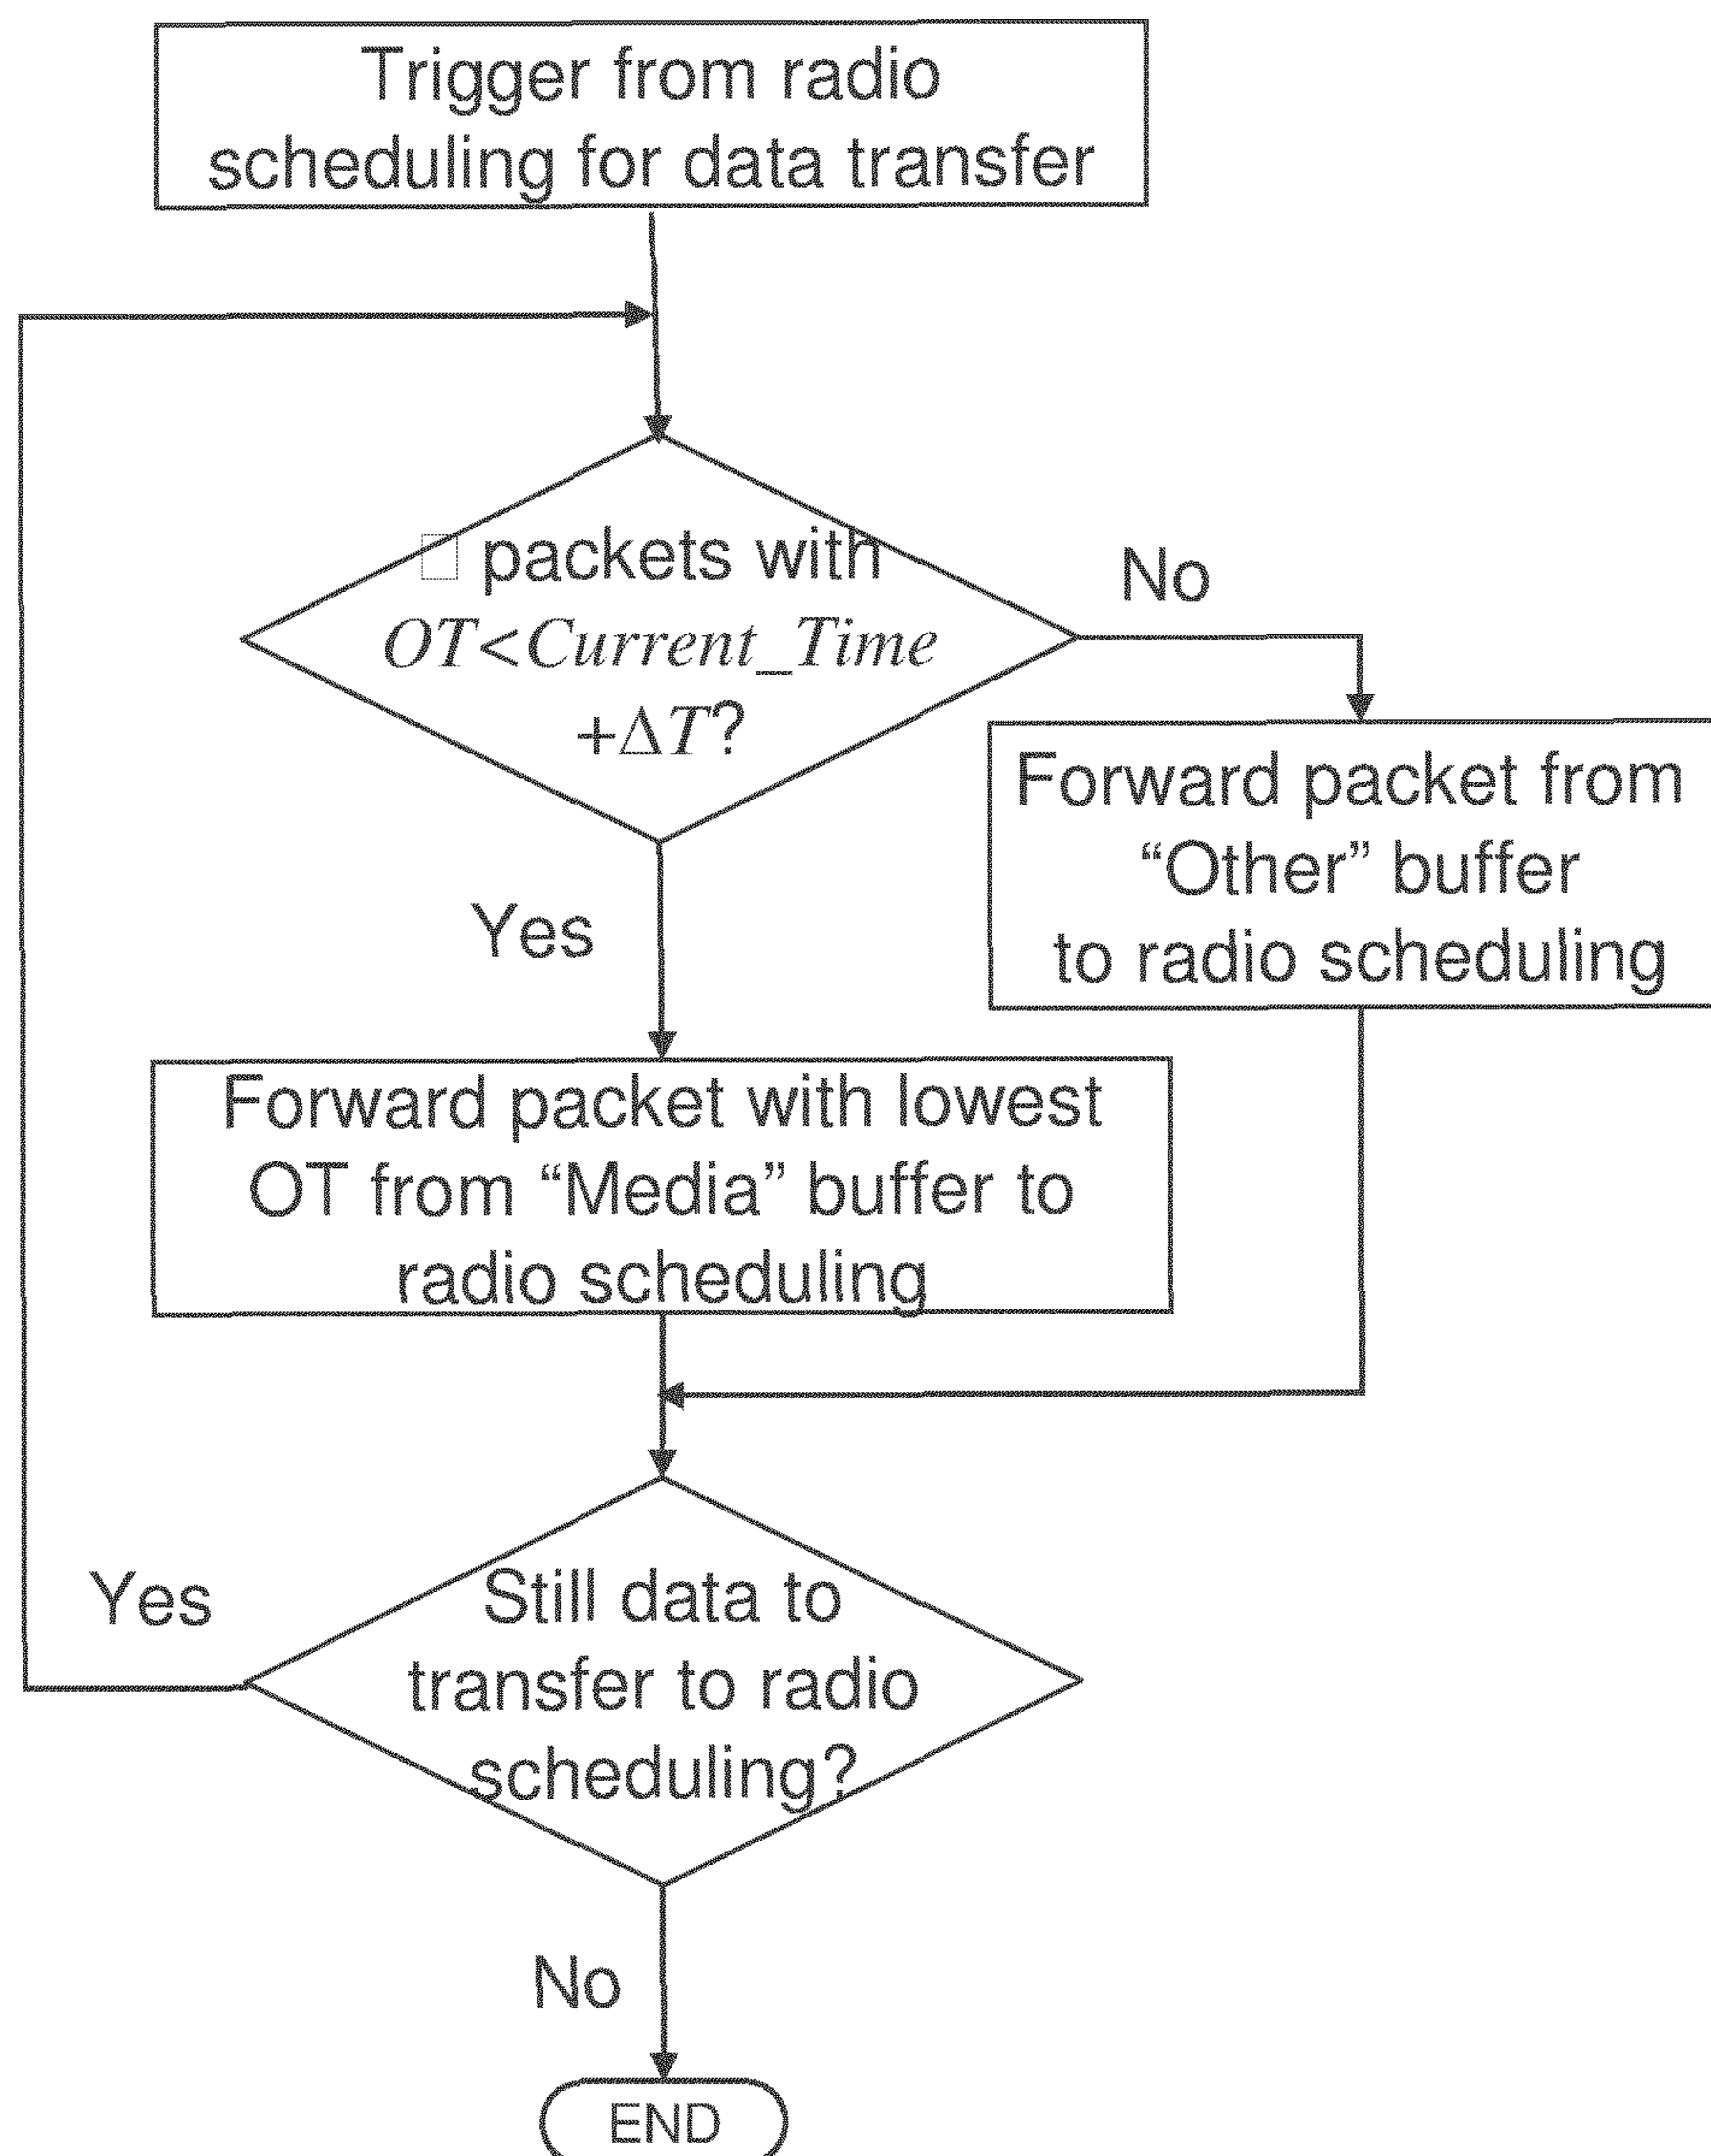 Trigger from radio
scheduling for data transfer
packets with
OT<Current_Time
+ΔT?
No
Forward packet from
“Other” buffer
to radio scheduling
Yes
Forward packet with lowest
OT from “Media” buffer to
radio scheduling
Still data to
transfer to radio
scheduling?
Yes
No
END